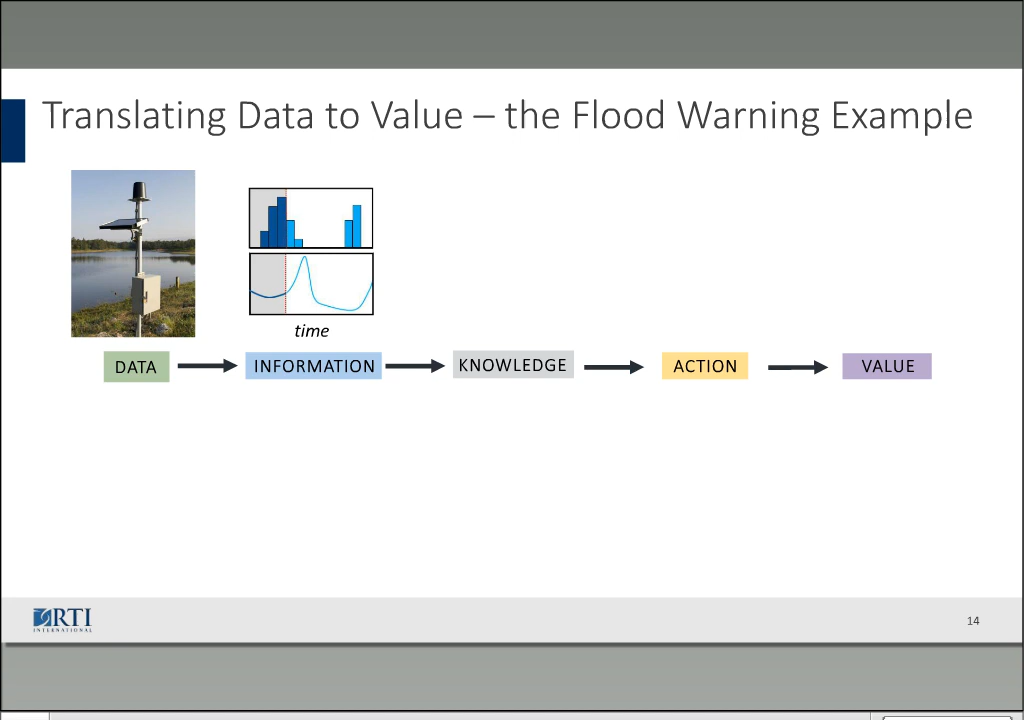 Translating Data to Value – the Flood Warning Example
time
DATA
INFORMATION
KNOWLEDGE
ACTION
VALUE
RTI
INTERNATIONAL
14